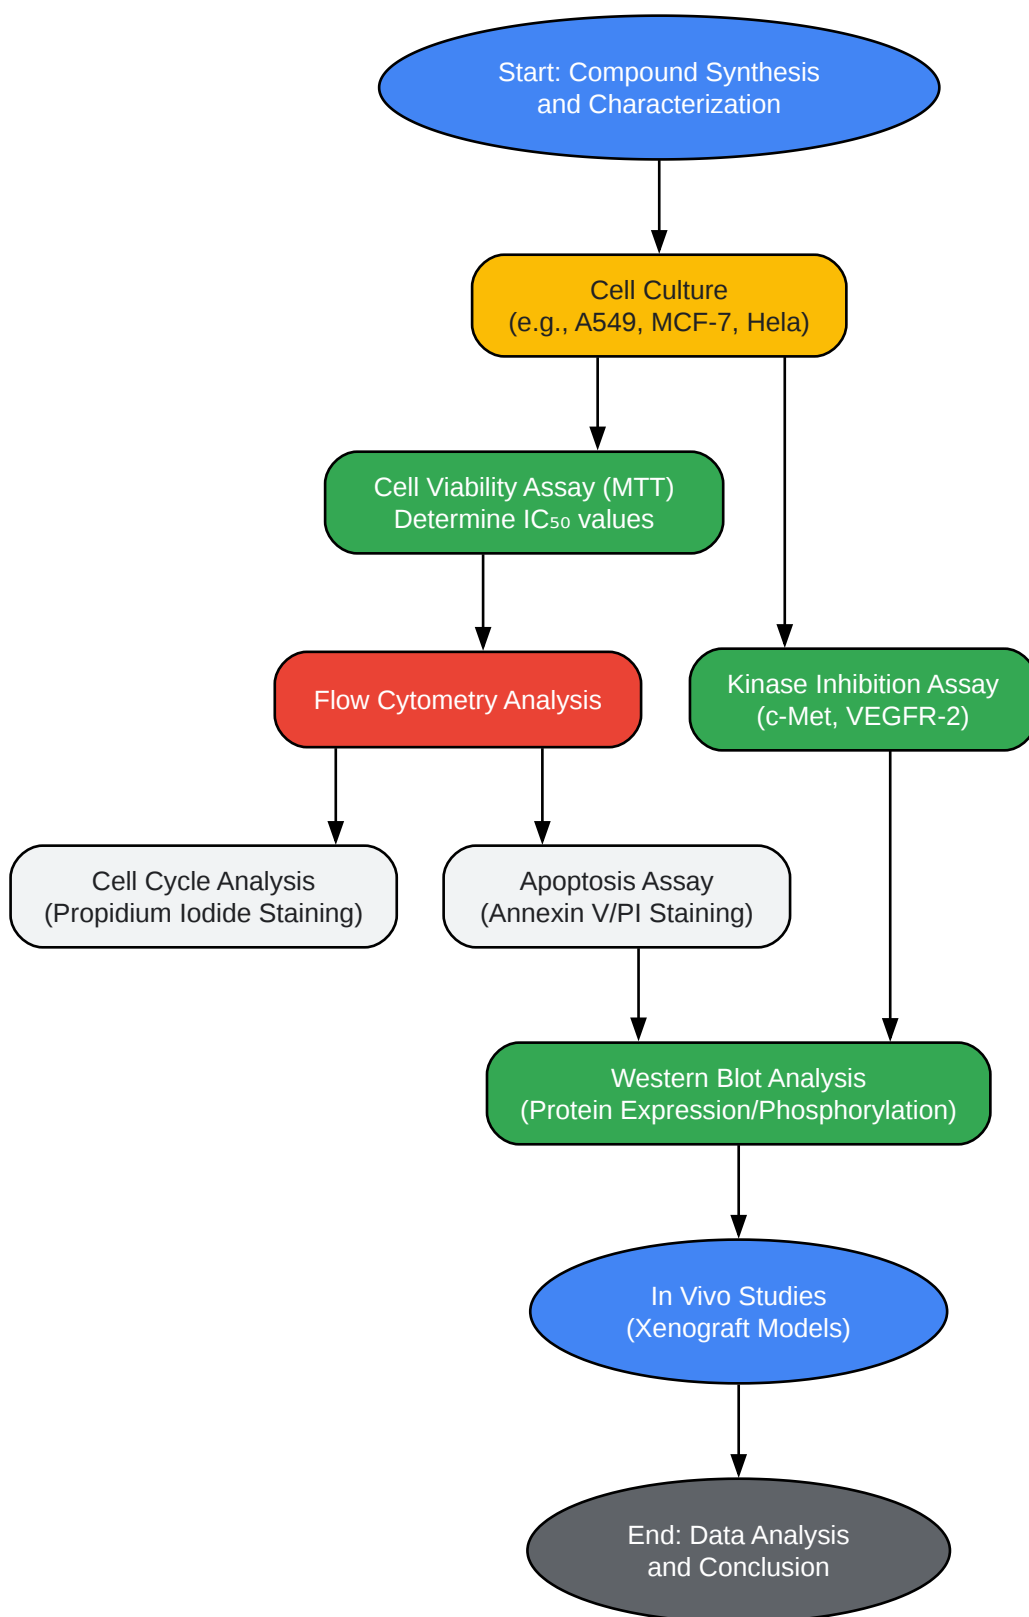 Start: Compound Synthesis
and Characterization
Cell Culture
(e.g., A549, MCF-7, Hela)
Cell Viability Assay (MTT)
Determine IC₅₀ values
Flow Cytometry Analysis
Kinase Inhibition Assay
(c-Met, VEGFR-2)
Cell Cycle Analysis
(Propidium Iodide Staining)
Apoptosis Assay
(Annexin V/PI Staining)
Western Blot Analysis
(Protein Expression/Phosphorylation)
In Vivo Studies
(Xenograft Models)
End: Data Analysis
and Conclusion